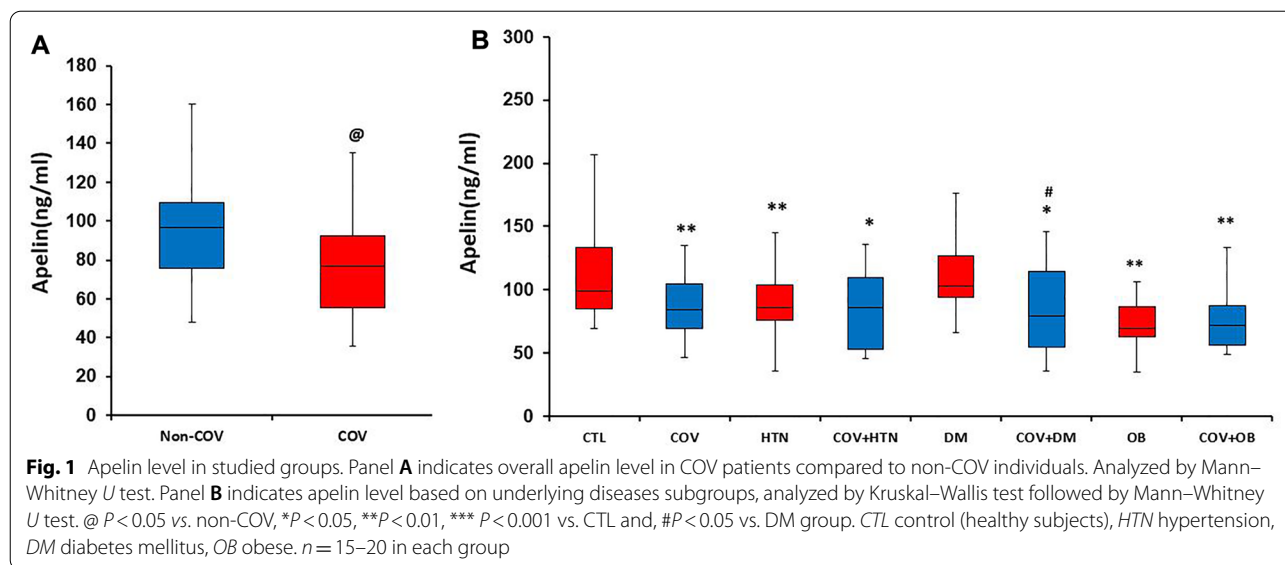 A
Apelin(ng/ml)
180
160
140
120
100
80
60
40
20
0
@
Non-COV
COV
B
Apelin(ng/ml)
300
250
200
150
100
50
0
**
**
*
#
*
**
**
CTL
COV
HTN
COV+HTN
DM
COV+DM
OB
COV+OB
Fig. 1 Apelin level in studied groups. Panel A indicates overall apelin level in COV patients compared to non-COV individuals. Analyzed by Mann–
Whitney U test. Panel B indicates apelin level based on underlying diseases subgroups, analyzed by Kruskal–Wallis test followed by Mann–Whitney
U test. @ P < 0.05 vs. non-COV, *P < 0.05, **P < 0.01, *** P < 0.001 vs. CTL and, #P < 0.05 vs. DM group. CTL control (healthy subjects), HTN hypertension,
DM diabetes mellitus, OB obese. n = 15–20 in each group